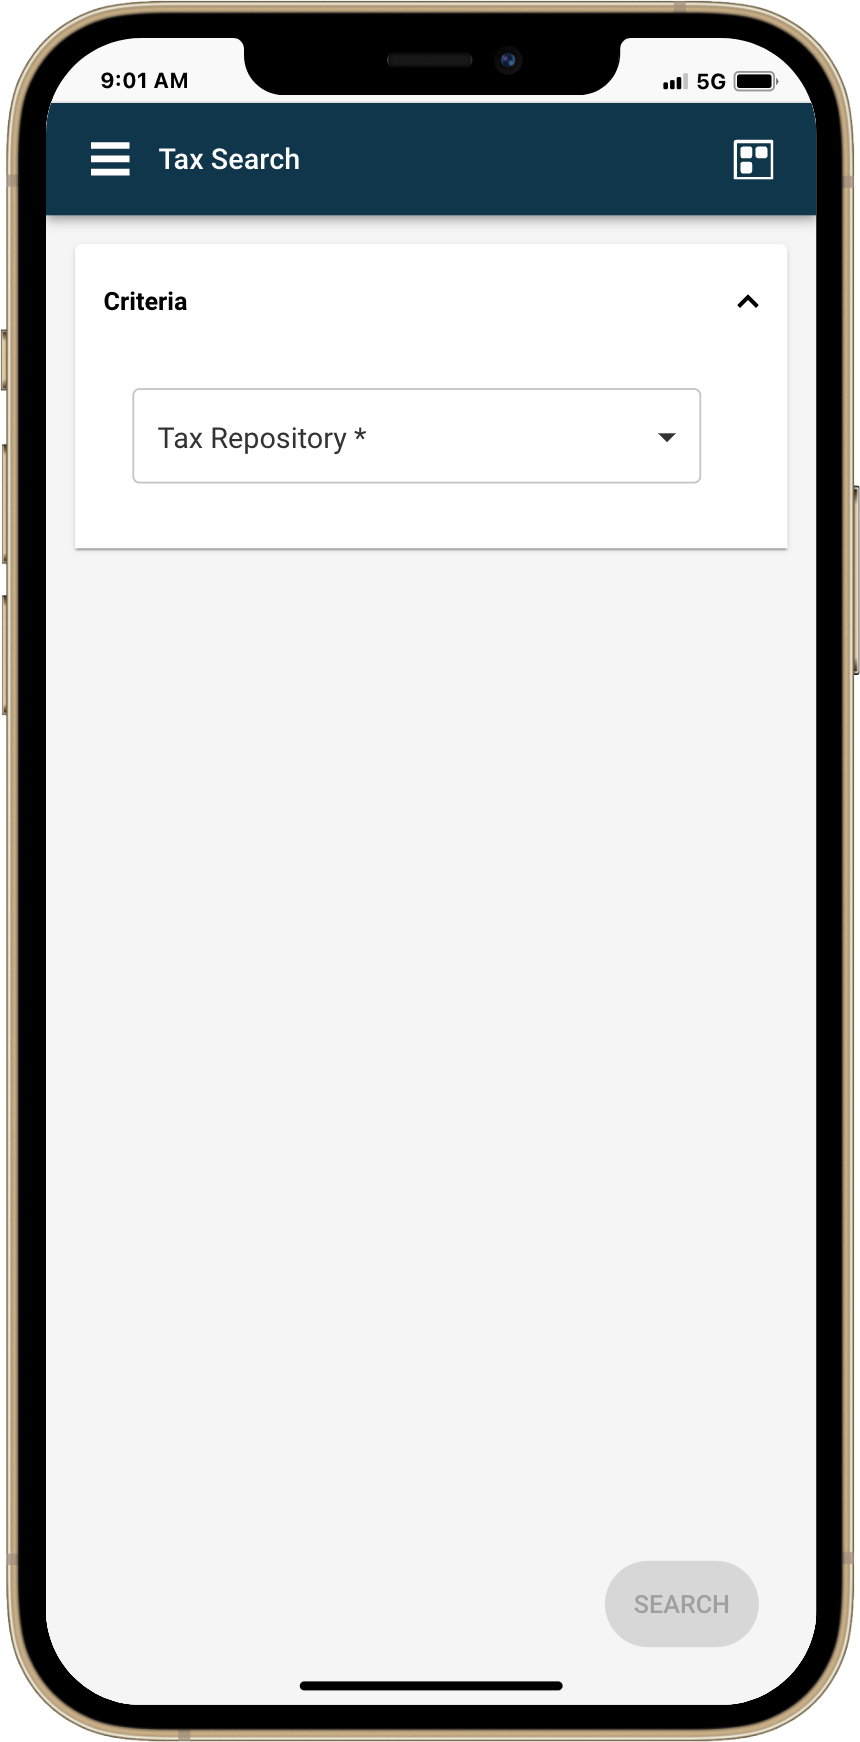 9:01 AM 5G
Tax Search
Criteria
Tax Repository *
SEARCH